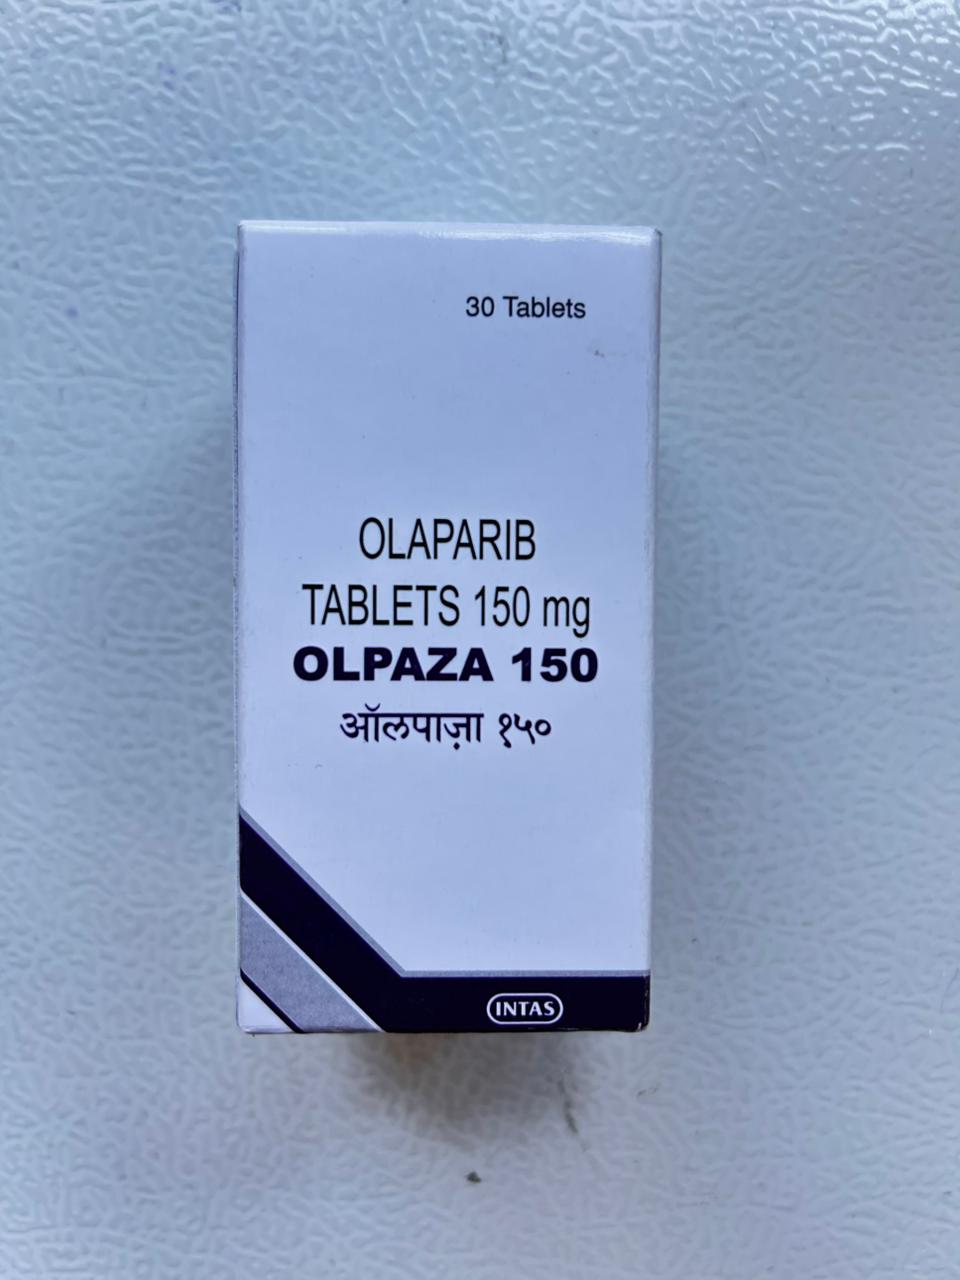 30 Tablets
OLAPARIB
TABLETS 150 mg
OLPAZA 150
ऑलपाज़ा १५०
INTAS